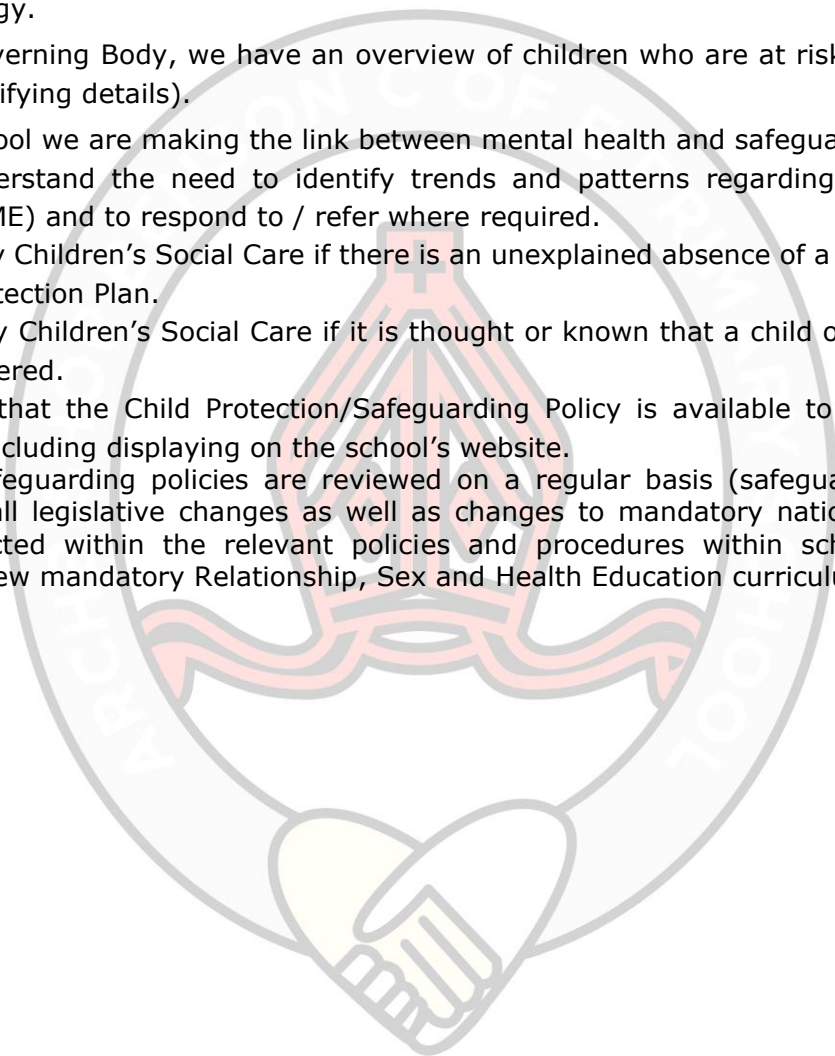 gy.
verning Body, we have an overview of children who are at risk
ifying details).
ool we are making the link between mental health and safegua
derstand the need to identify trends and patterns regarding
ME) and to respond to / refer where required.
y Children's Social Care if there is an unexplained absence of a
tection Plan.
y Children's Social Care if it is thought or known that a child o
ered.
that the Child Protection/Safeguarding Policy is available to
cluding displaying on the school's website.
feguarding policies are reviewed on a regular basis (safegua
all legislative changes as well as changes to mandatory natio
cted within the relevant policies and procedures within sch
ew mandatory Relationship, Sex and Health Education curriculu